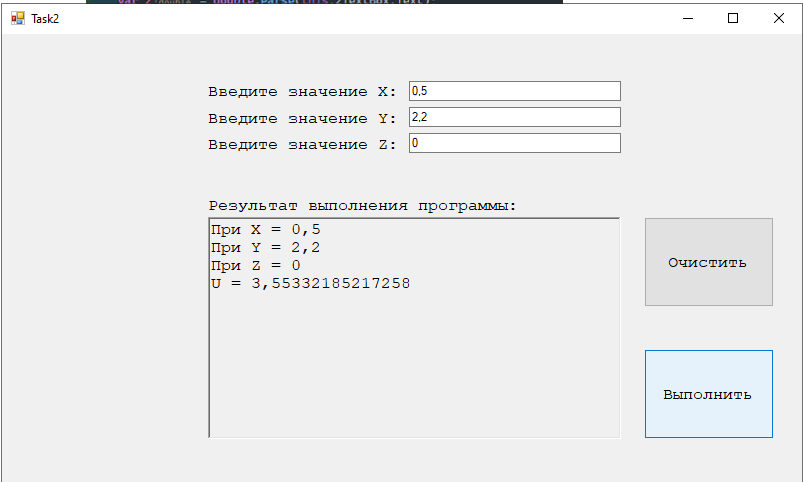 Task2
Введите значение X: 0,5
Введите значение Y: 2,2
Введите значение Z: 0
Результат выполнения программы:
При X = 0,5
При Y = 2,2
При Z = 0
U = 3,55332185217258
Очистить
Выполнить